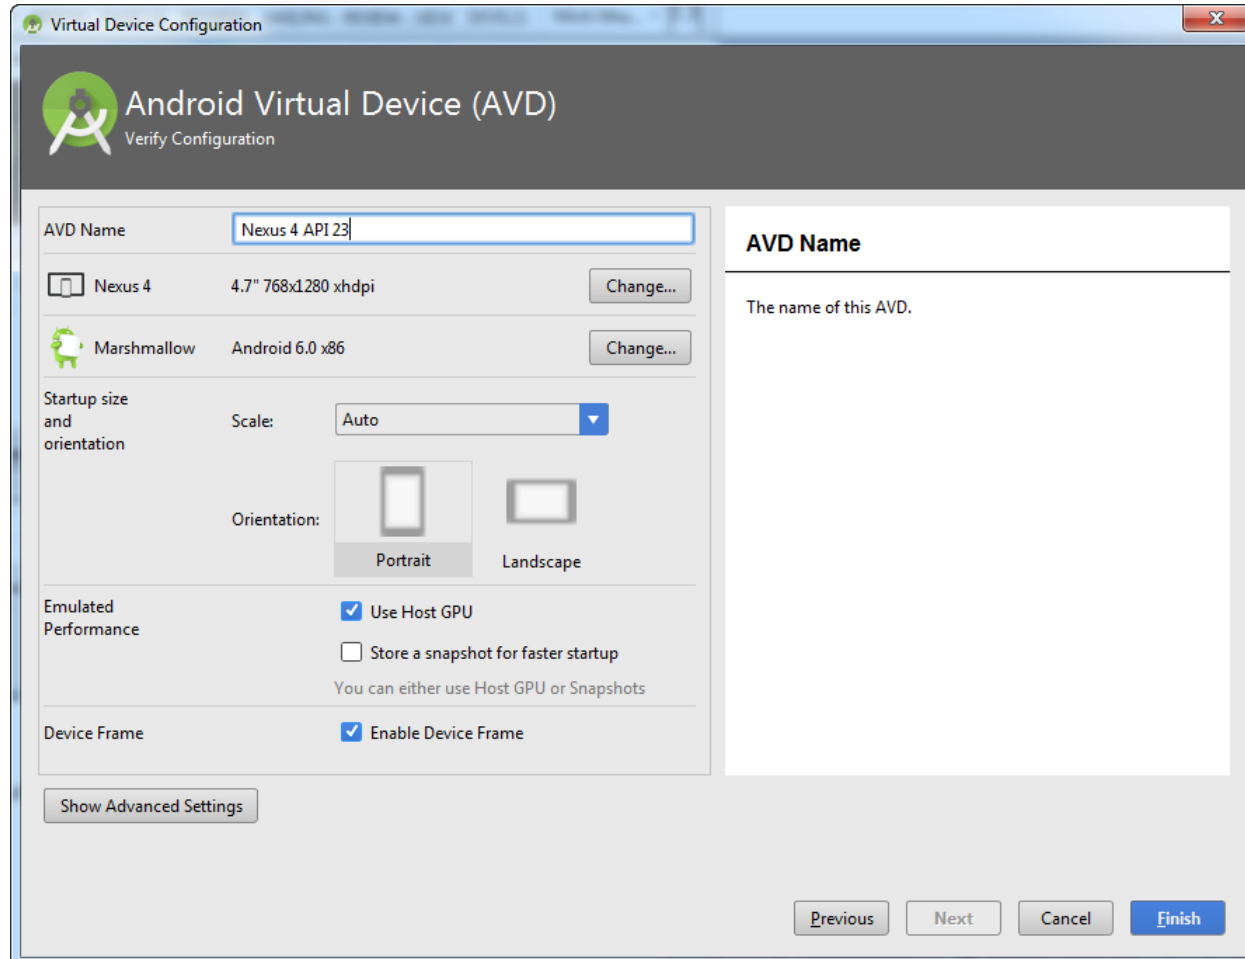 Virtual Device Configuration
Android Virtual Device (AVD)
Verify Configuration
AVD Name
Nexus 4 API 23
Nexus 4
4.7" 768x1280 xhdpi
Change...
Marshmallow
Android 6.0 x86
Change...
Startup size
and
orientation
Scale:
Auto
Orientation:
Portrait
Landscape
Emulated
Performance
Use Host GPU
Store a snapshot for faster startup
You can either use Host GPU or Snapshots
Device Frame
Enable Device Frame
Show Advanced Settings
AVD Name
The name of this AVD.
Previous
Next
Cancel
Finish